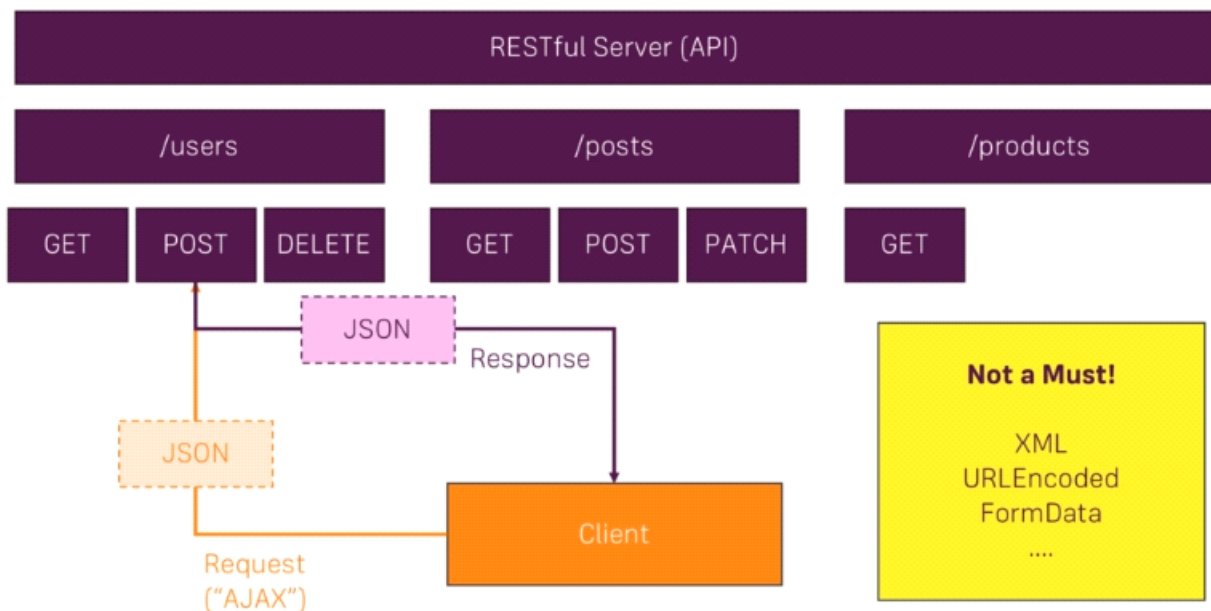 RESTful Server (API)
/users
/posts
/products
GET
POST
DELETE
GET
POST
PATCH
GET
JSON
Response
Not a Must!
XML
URLEncoded
FormData
....
JSON
Client
Request
(“AJAX”)